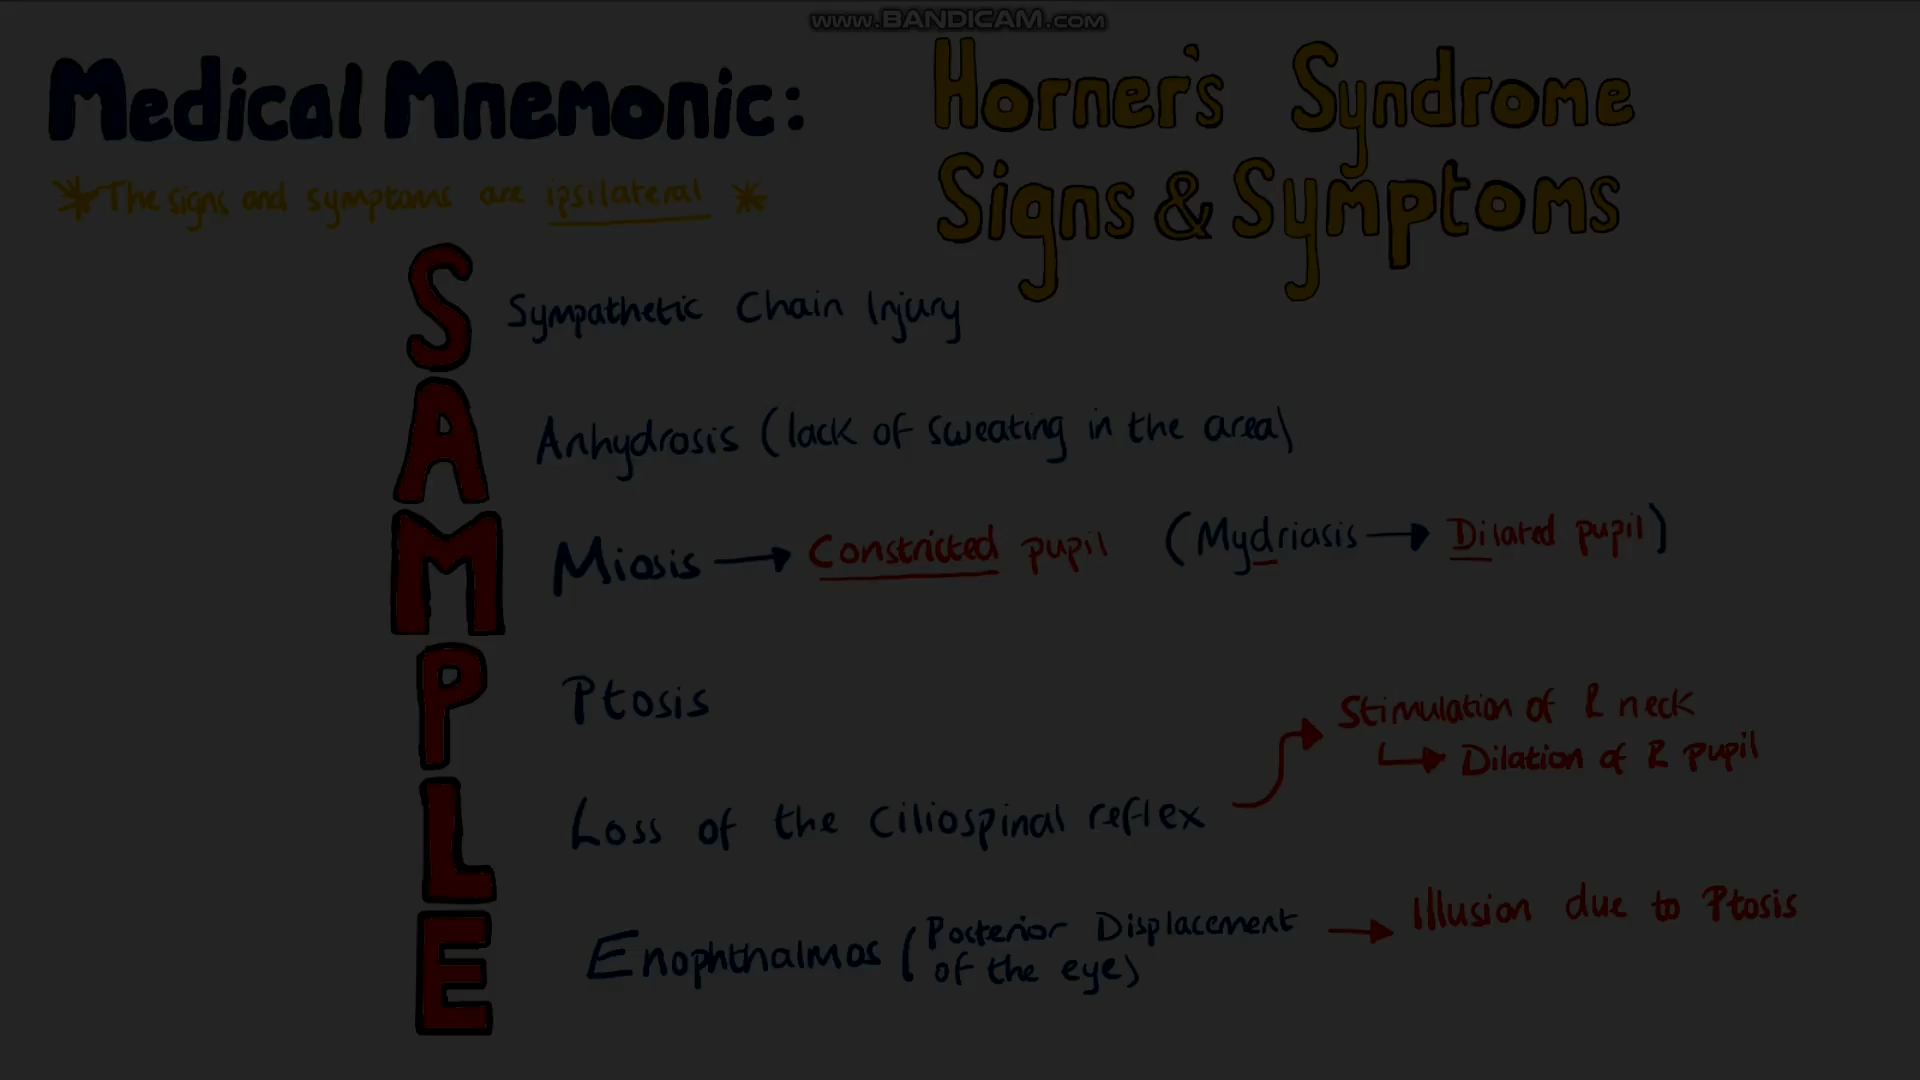 www.BANDICAM.com
Medical Mnemonic:
Horner's Syndrome
Signs & Symptoms
*The signs and symptoms are ipsilateral *
S Sympathetic Chain Injury
A Anhydrosis (lack of sweating in the area)
M Miosis → Constricted pupil (Mydriasis → Dilated pupil)
P Ptosis
L Loss of the ciliospinal reflex
Stimulation of R neck
Dilation of R pupil
E Enophthalmos (Posterior Displacement
of the eye) → Illusion due to Ptosis